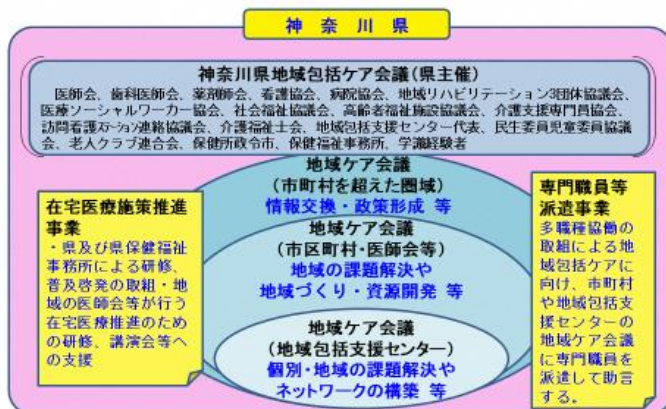 神 奈 川 県
神奈川県地域包括ケア会議(県主催)
医師会、歯科医師会、薬剤師会、看護協会、病院協会、地域リハビリテーション3団体協議会、
医療ソーシャルワーカー協会、社会福祉協議会、高齢者福祉施設協議会、介護支援専門員協会、
訪問看護ステーション連絡協議会、介護福祉士会、地域包括支援センター代表、民生委員児童委員協議
会、老人クラブ連合会、保健所政令市、保健福祉事務所、学識経験者
地域ケア会議
(市町村を超えた圏域)
情報交換・政策形成 等
地域ケア会議
(市区町村・医師会等)
地域の課題解決や
地域づくり・資源開発 等
地域ケア会議
(地域包括支援センター)
個別・地域の課題解決や
ネットワークの構築 等
在宅医療施策推進
事業
・県及び県保健福祉
事務所による研修、
普及啓発の取組・地
域の医師会等が行う
在宅医療推進のため
の研修、講演会等へ
の支援
専門職員等
派遣事業
多職種協働の
取組による地
域包括ケアに
向け、市町村
や地域包括支
援センターの
地域ケア会議
に専門職員を
派遣して助言
する。